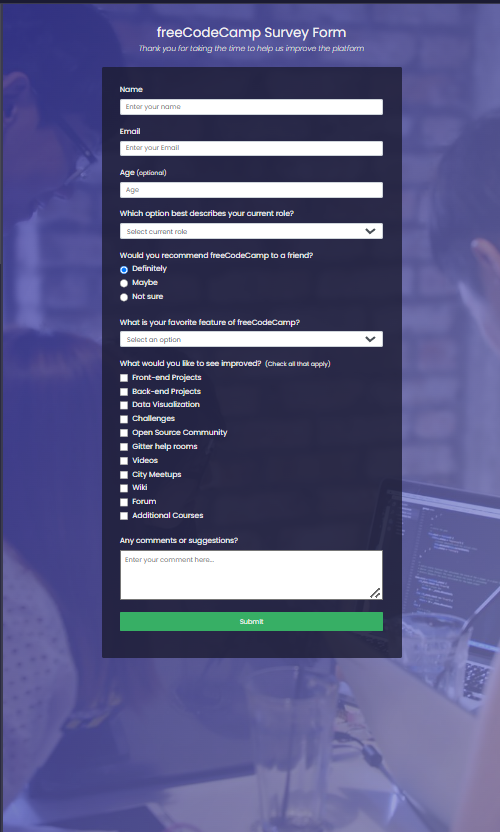 freeCodeCamp Survey Form
Thank you for taking the time to help us improve the platform
Name
Enter your name
Email
Enter your Email
Age (optional)
Age
Which option best describes your current role?
Select current role
Would you recommend freeCodeCamp to a friend?
Definitely
Maybe
Not sure
What is your favorite feature of freeCodeCamp?
Select an option
What would you like to see improved? (Check all that apply)
Front-end Projects
Back-end Projects
Data Visualization
Challenges
Open Source Community
Gitter help rooms
Videos
City Meetups
Wiki
Forum
Additional Courses
Any comments or suggestions?
Enter your comment here...
Submit